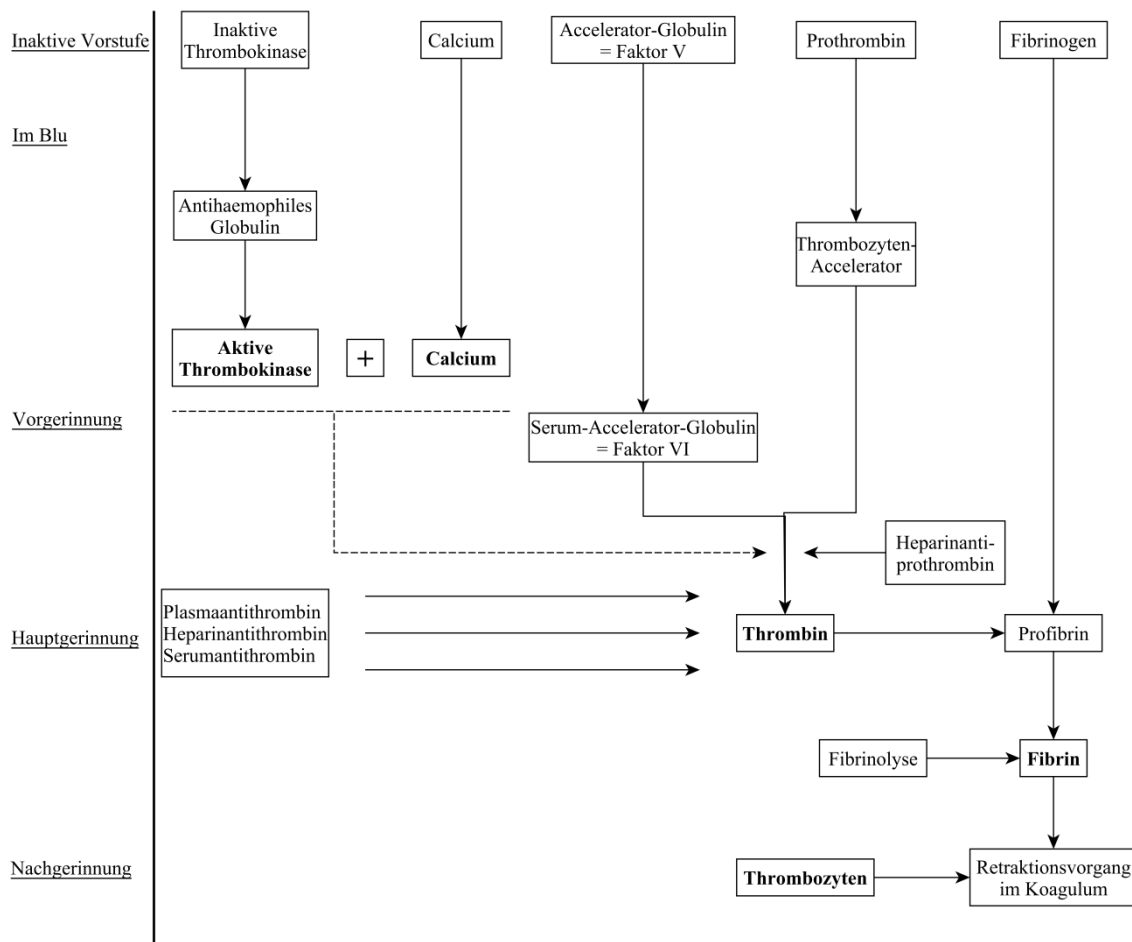 Inaktive Vorstufe
Inaktive
Thrombokinase
Calcium
Accelerator-Globulin
= Faktor V
Prothrombin
Fibrinogen
Im Blu
Antihaemophiles
Globulin
Thrombozyten-
Accelerator
Aktive
Thrombokinase
+
Calcium
Vorgerinnung
Serum-Accelerator-Globulin
= Faktor VI
Heparinanti-
prothrombin
Hauptgerinnung
Plasmaantithrombin
Heparinantithrombin
Serumantithrombin
Thrombin
Profibrin
Fibrinolyse
Fibrin
Nachgerinnung
Thrombozyten
Retraktionsvorgang
im Koagulum